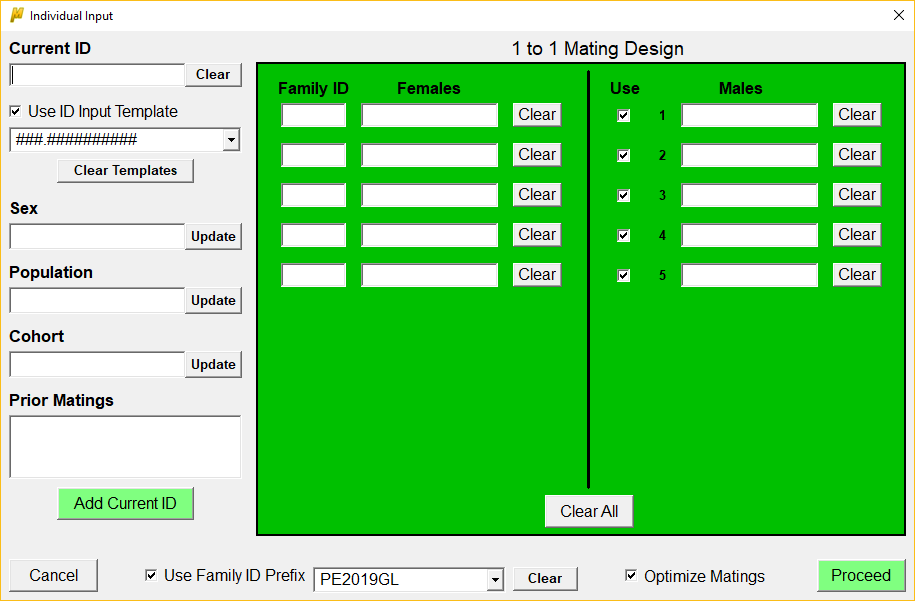 Individual Input
Current ID
Clear
Use ID Input Template
###.##########
Clear Templates
Sex
Update
Population
Update
Cohort
Update
Prior Matings
Add Current ID
1 to 1 Mating Design
Family ID Females Use Males
Clear 1 Clear
Clear 2 Clear
Clear 3 Clear
Clear 4 Clear
Clear 5 Clear
Clear All
Cancel Use Family ID Prefix PE2019GL Clear Optimize Matings Proceed